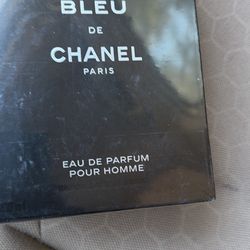 BLEU
DE
CHANEL
PARIS
EAU DE PARFUM
POUR HOMME